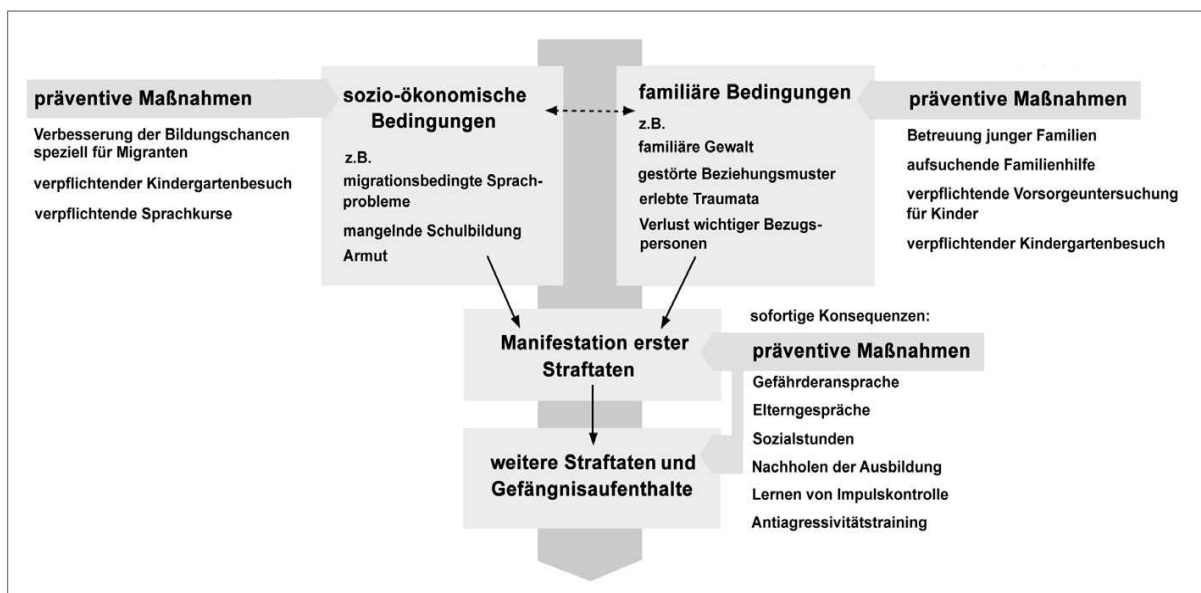 präventive Maßnahmen
Verbesserung der Bildungschancen
speziell für Migranten
verpflichtender Kindergartenbesuch
verpflichtende Sprachkurse
sozio-ökonomische
Bedingungen
z.B.
migrationsbedingte Sprach-
probleme
mangelnde Schulbildung
Armut
familiäre Bedingungen
z.B.
familiäre Gewalt
gestörte Beziehungsmuster
erlebte Traumata
Verlust wichtiger Bezugs-
personen
präventive Maßnahmen
Betreuung junger Familien
aufsuchende Familienhilfe
verpflichtende Vorsorgeuntersuchung
für Kinder
verpflichtender Kindergartenbesuch
Manifestation erster
Straftaten
sofortige Konsequenzen:
präventive Maßnahmen
Gefährderansprache
Elterngespräche
Sozialstunden
Nachholen der Ausbildung
Lernen von Impulskontrolle
Antiagressivitätstraining
weitere Straftaten und
Gefängnisaufenthalte